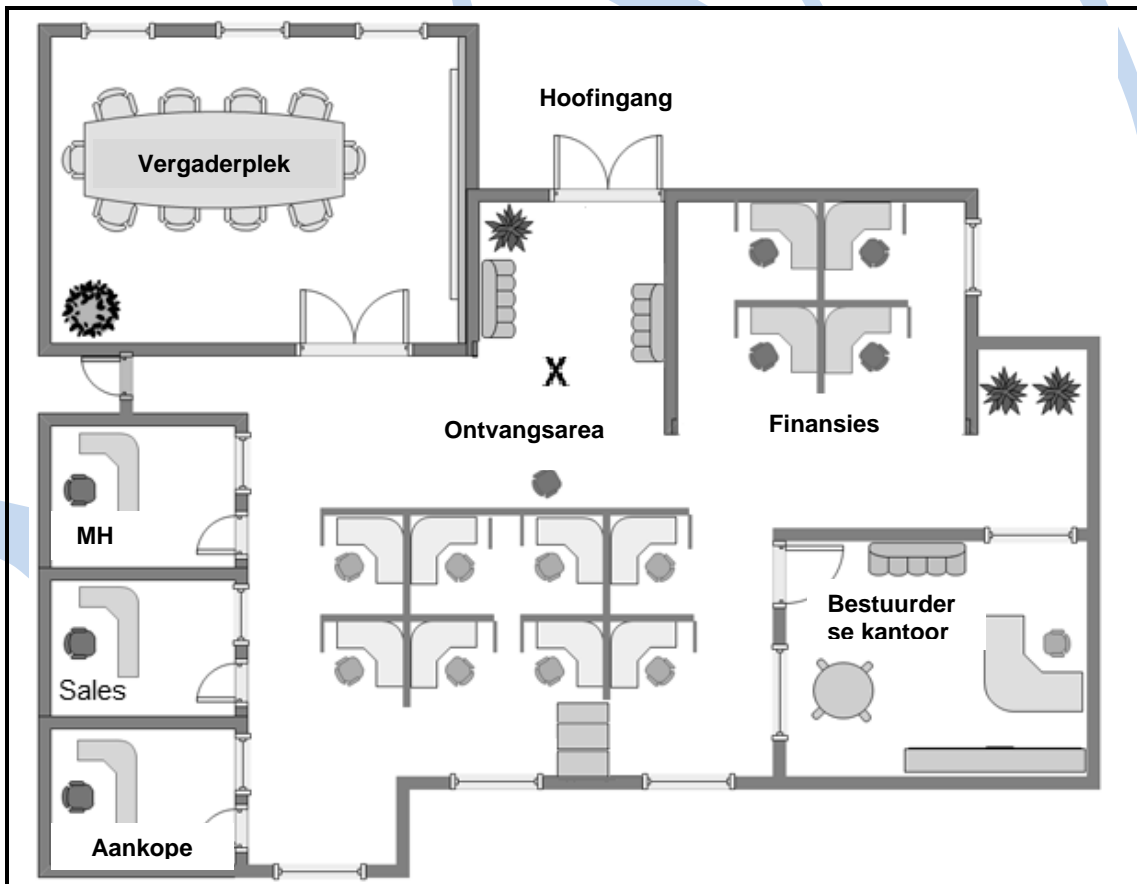 Hoofingang
Vergaderplek
X
Ontvangsarea
Finansies
MH
Bestuurder
se kantoor
Sales
Aankope